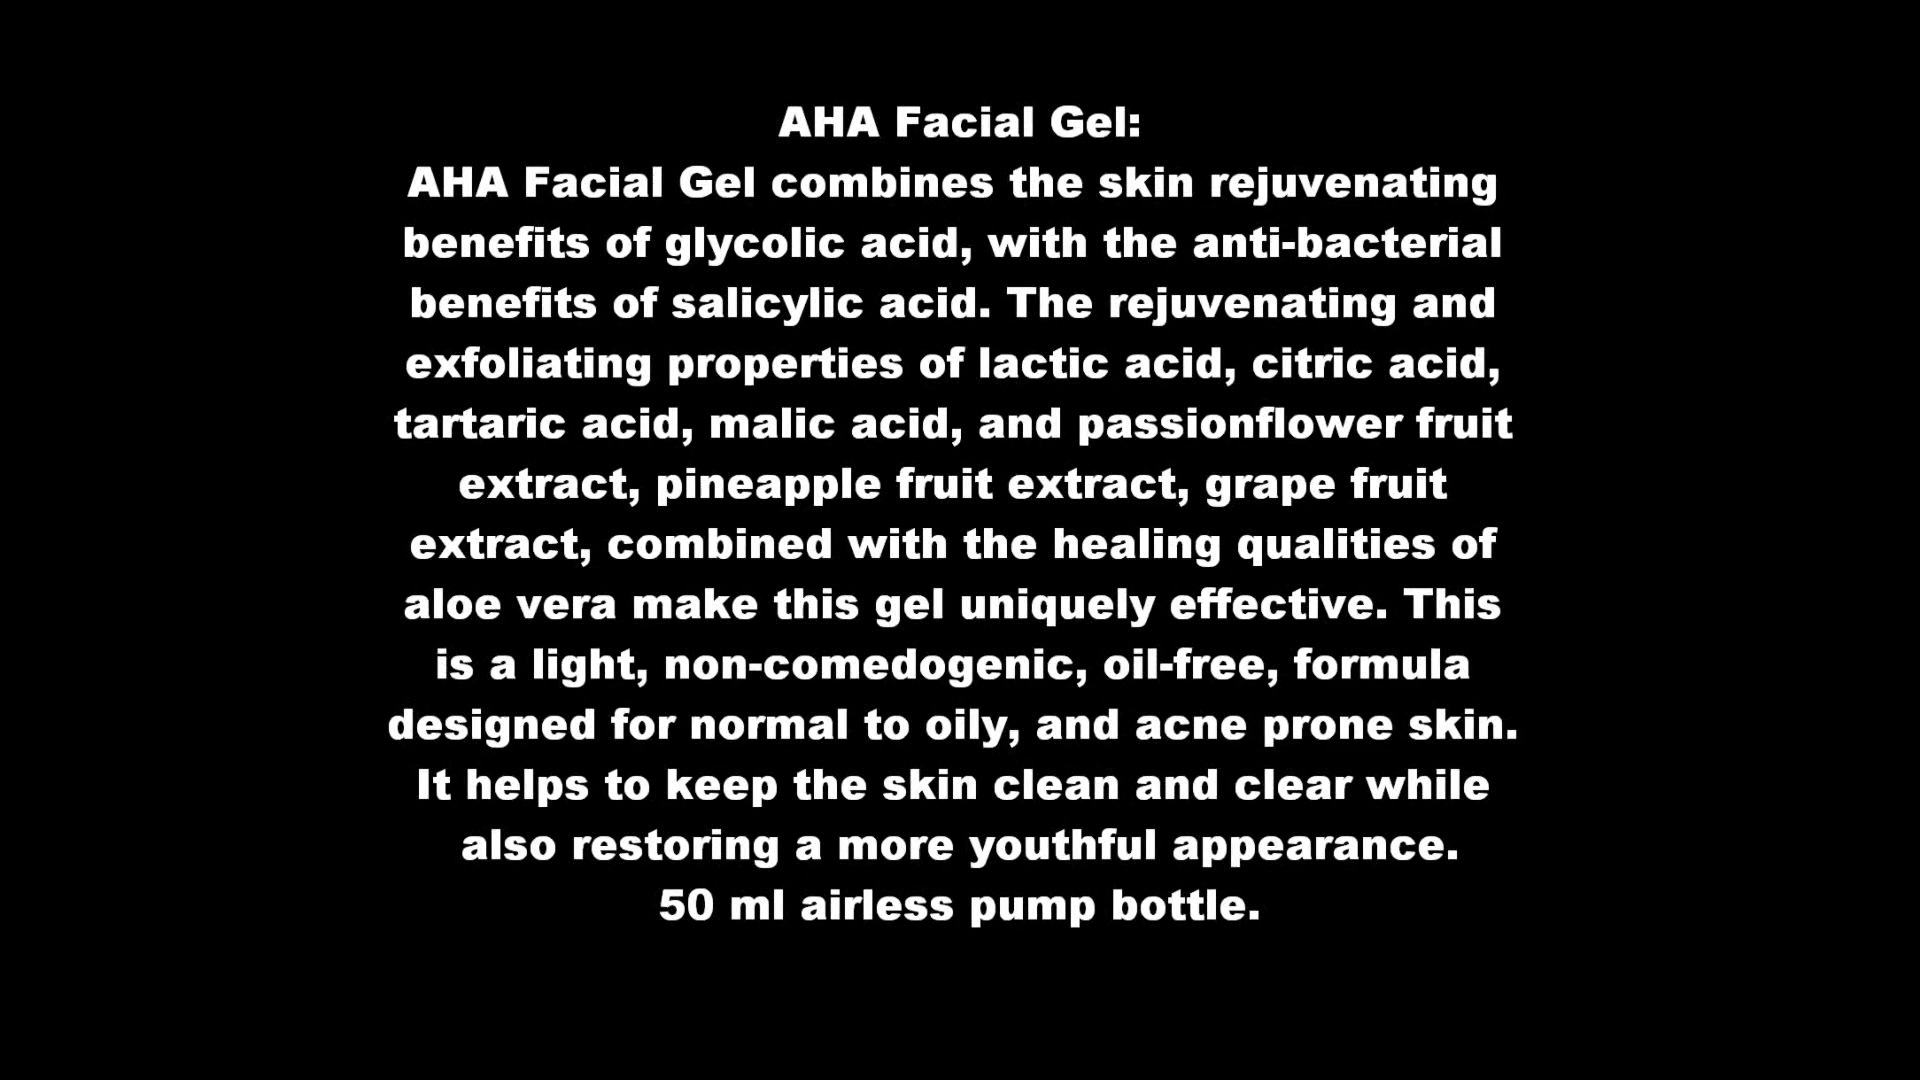 AHA Facial Gel:
AHA Facial Gel combines the skin rejuvenating
benefits of glycolic acid, with the anti-bacterial
benefits of salicylic acid. The rejuvenating and
exfoliating properties of lactic acid, citric acid,
tartaric acid, malic acid, and passionflower fruit
extract, pineapple fruit extract, grape fruit
extract, combined with the healing qualities of
aloe vera make this gel uniquely effective. This
is a light, non-comedogenic, oil-free, formula
designed for normal to oily, and acne prone skin.
It helps to keep the skin clean and clear while
also restoring a more youthful appearance.
50 ml airless pump bottle.